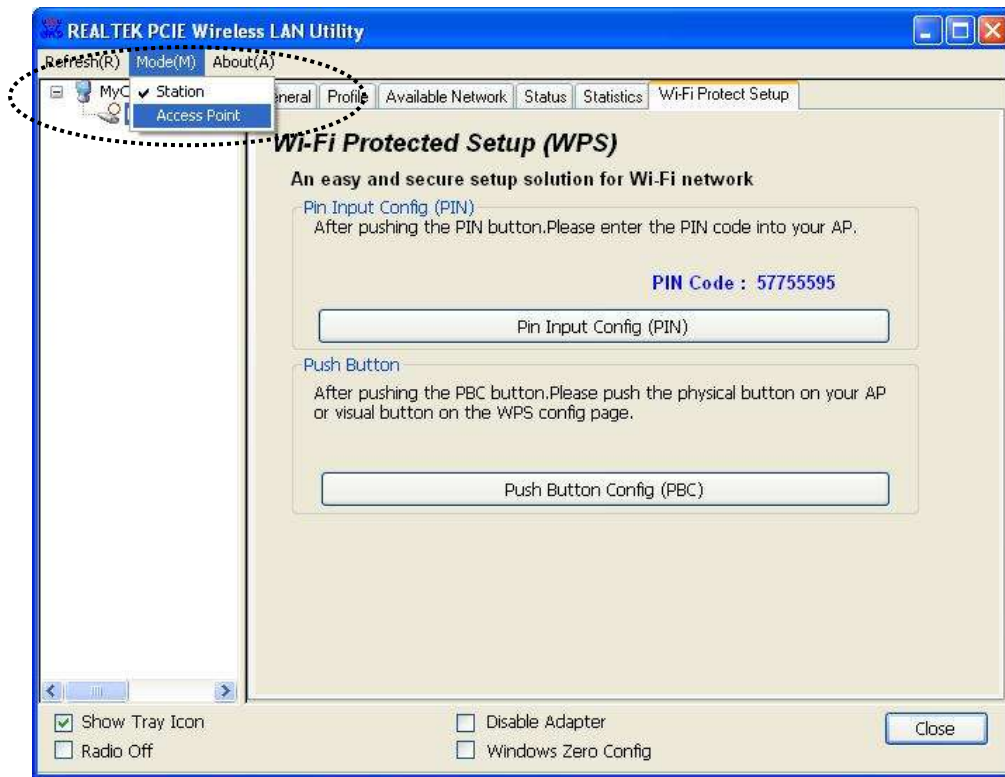 REALTEK PCIE Wireless LAN Utility
Refresh(R) Mode(M) About(A)
Station
Access Point
MyC
eneral Profile Available Network Status Statistics Wi-Fi Protect Setup
Wi-Fi Protected Setup (WPS)
An easy and secure setup solution for Wi-Fi network
Pin Input Config (PIN)
After pushing the PIN button.Please enter the PIN code into your AP.
PIN Code : 57755595
Pin Input Config (PIN)
Push Button
After pushing the PBC button.Please push the physical button on your AP
or visual button on the WPS config page.
Push Button Config (PBC)
Show Tray Icon
Radio Off
Disable Adapter
Windows Zero Config
Close